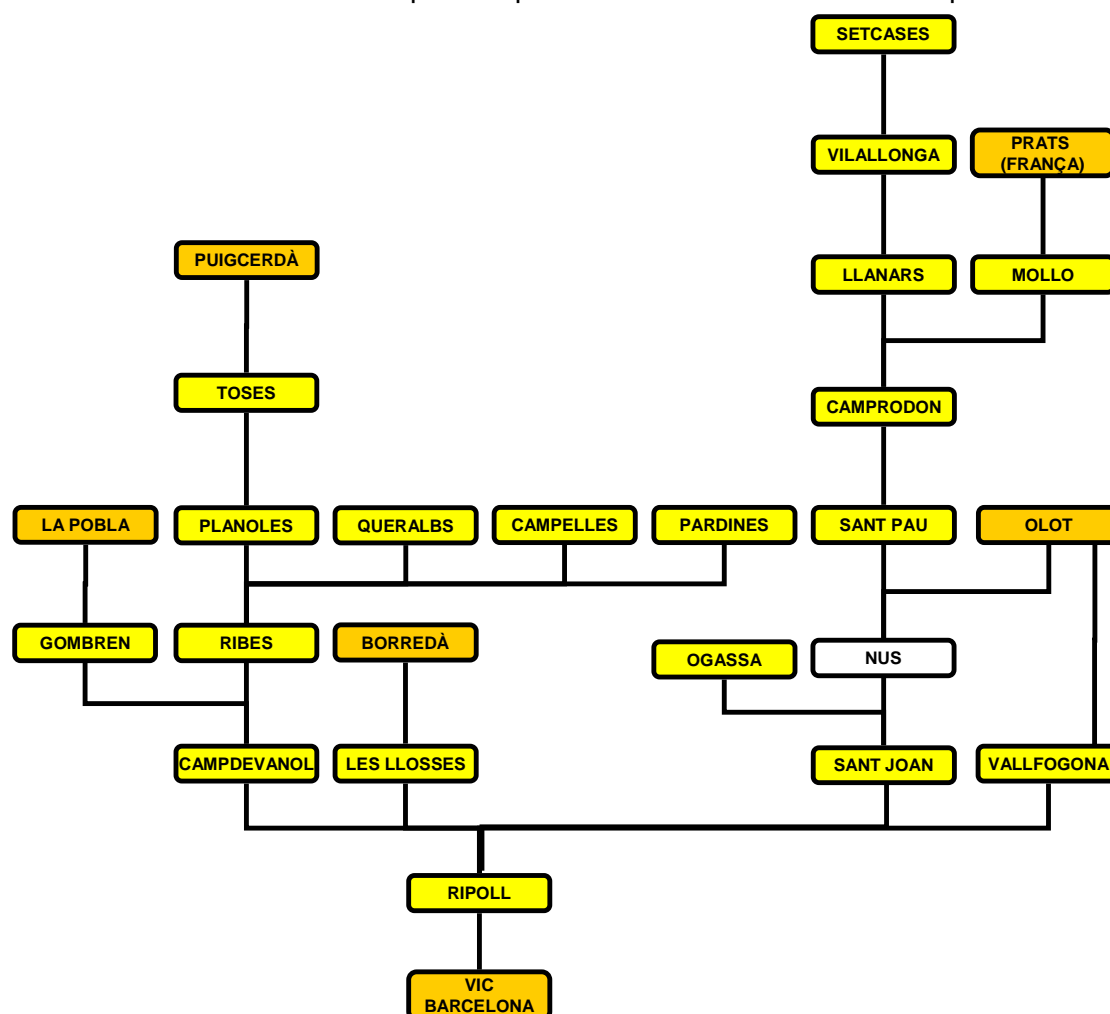 SETCASES
VILALLONGA
PRATS
(FRANÇA)
PUIGCERDÀ
LLANARS
MOLLO
TOSES
CAMPRODON
LA POBLA
PLANOLES
QUERALBS
CAMPELLES
PARDINES
SANT PAU
OLOT
GOMBREN
RIBES
BORREDÀ
OGASSA
NUS
CAMPDEVANOL
LES LLOSSES
SANT JOAN
VALLFOGONA
RIPOLL
VIC
BARCELONA